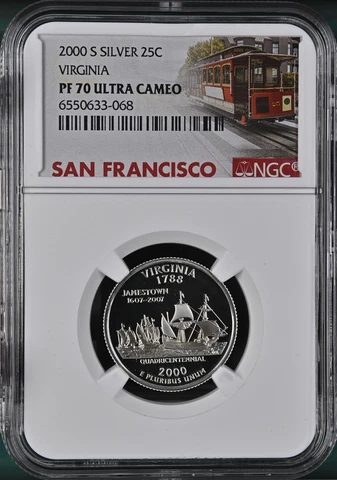 2000 S SILVER 25C
VIRGINIA
PF 70 ULTRA CAMEO
6550633-068
SAN FRANCISCO NGC®
VIRGINIA
1788
JAMESTOWN
1607-2007
QUADRICENTENNIAL
2000
E PLURIBUS UNUM